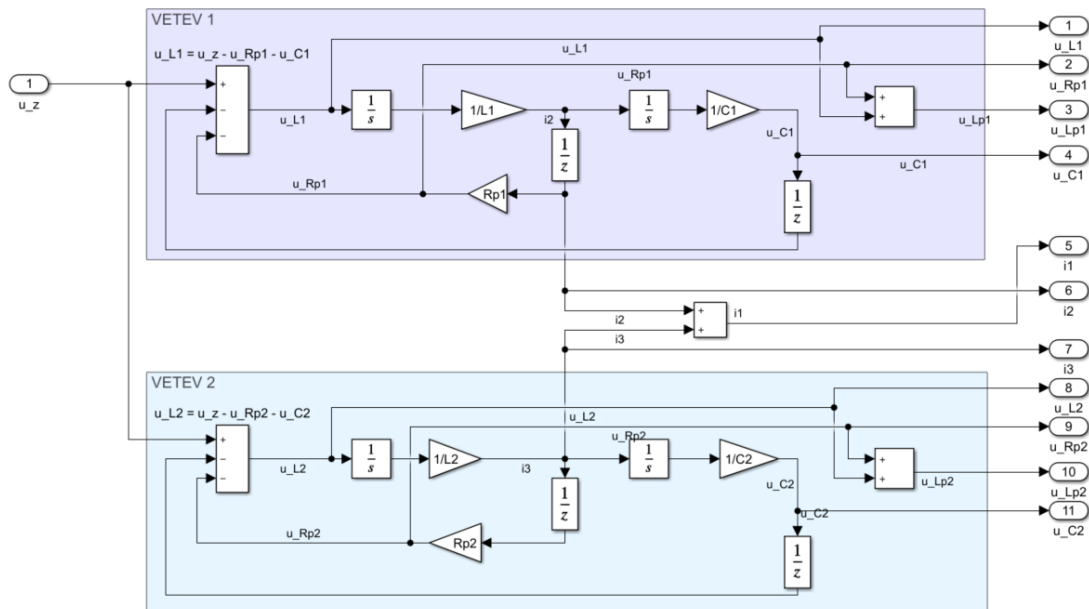 VETEV 1
u_L1 = u_z - u_Rp1 - u_C1
1
u_z
+
−
−
u_L1
1
s
1/L1
i2
u_Rp1
1
s
1/C1
u_C1
u_L1
+
+
u_Lp1
u_C1
1
z
Rp1
u_Rp1
1
z
1
u_L1
2
u_Rp1
3
u_Lp1
4
u_C1
5
i1
6
i2
+
+
i2
i3
i1
7
i3
VETEV 2
u_L2 = u_z - u_Rp2 - u_C2
+
−
−
u_L2
1
s
1/L2
i3
u_Rp2
1
s
1/C2
u_C2
u_L2
+
+
u_Lp2
u_C2
1
z
Rp2
u_Rp2
1
z
8
u_L2
9
u_Rp2
10
u_Lp2
11
u_C2